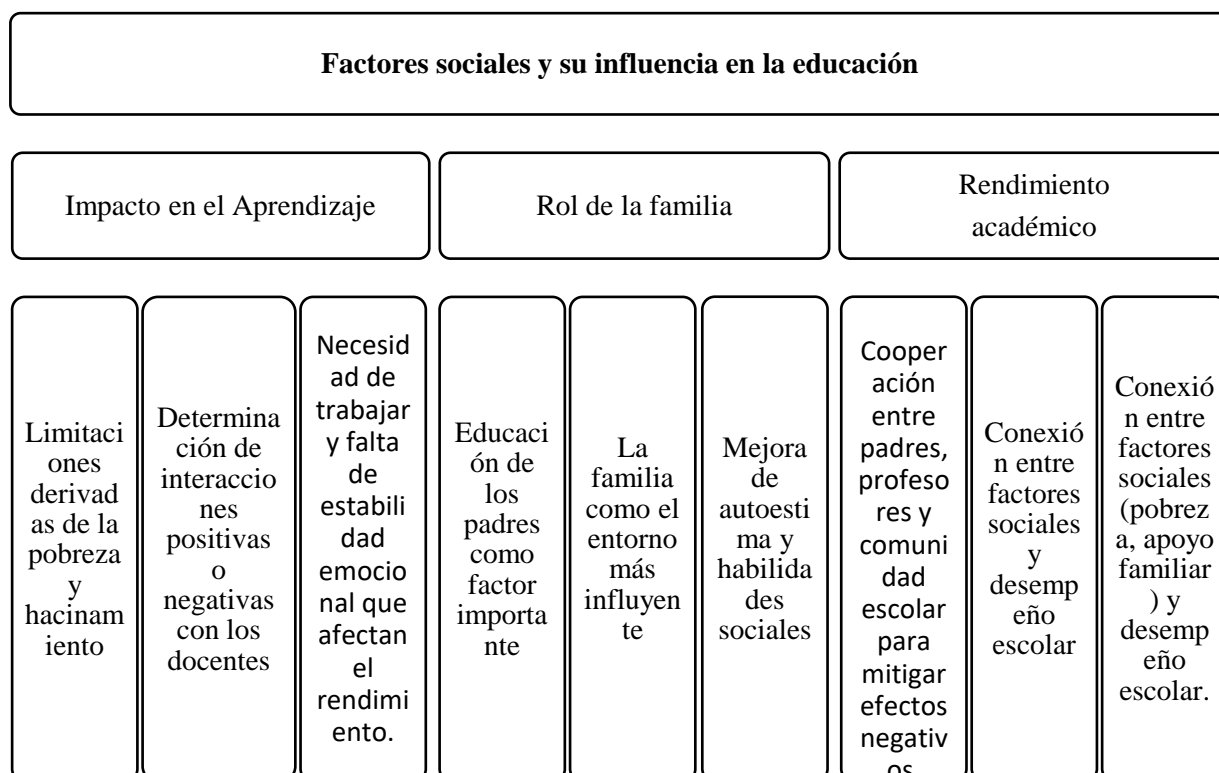 Factores sociales y su influencia en la educación
Impacto en el Aprendizaje
Rol de la familia
Rendimiento
académico
Limitaci
ones
derivad
as de la
pobreza
y
hacinam
iento
Determina
ción de
interaccio
nes
positivas
o
negativas
con los
docentes
Necesid
ad de
trabajar
y falta
de
estabili
dad
emocio
nal que
afectan
el
rendimi
ento.
Educaci
ón de
los
padres
como
factor
importa
nte
La
familia
como el
entorno
más
influyen
te
Mejora
de
autoesti
ma y
habilida
des
sociales
Cooper
ación
entre
padres,
profeso
res y
comuni
dad
escolar
para
mitigar
efectos
negativ
os
Conexió
n entre
factores
sociales
y
desemp
eño
escolar
Conexió
n entre
factores
sociales
(pobrez
a, apoyo
familiar
) y
desemp
eño
escolar.